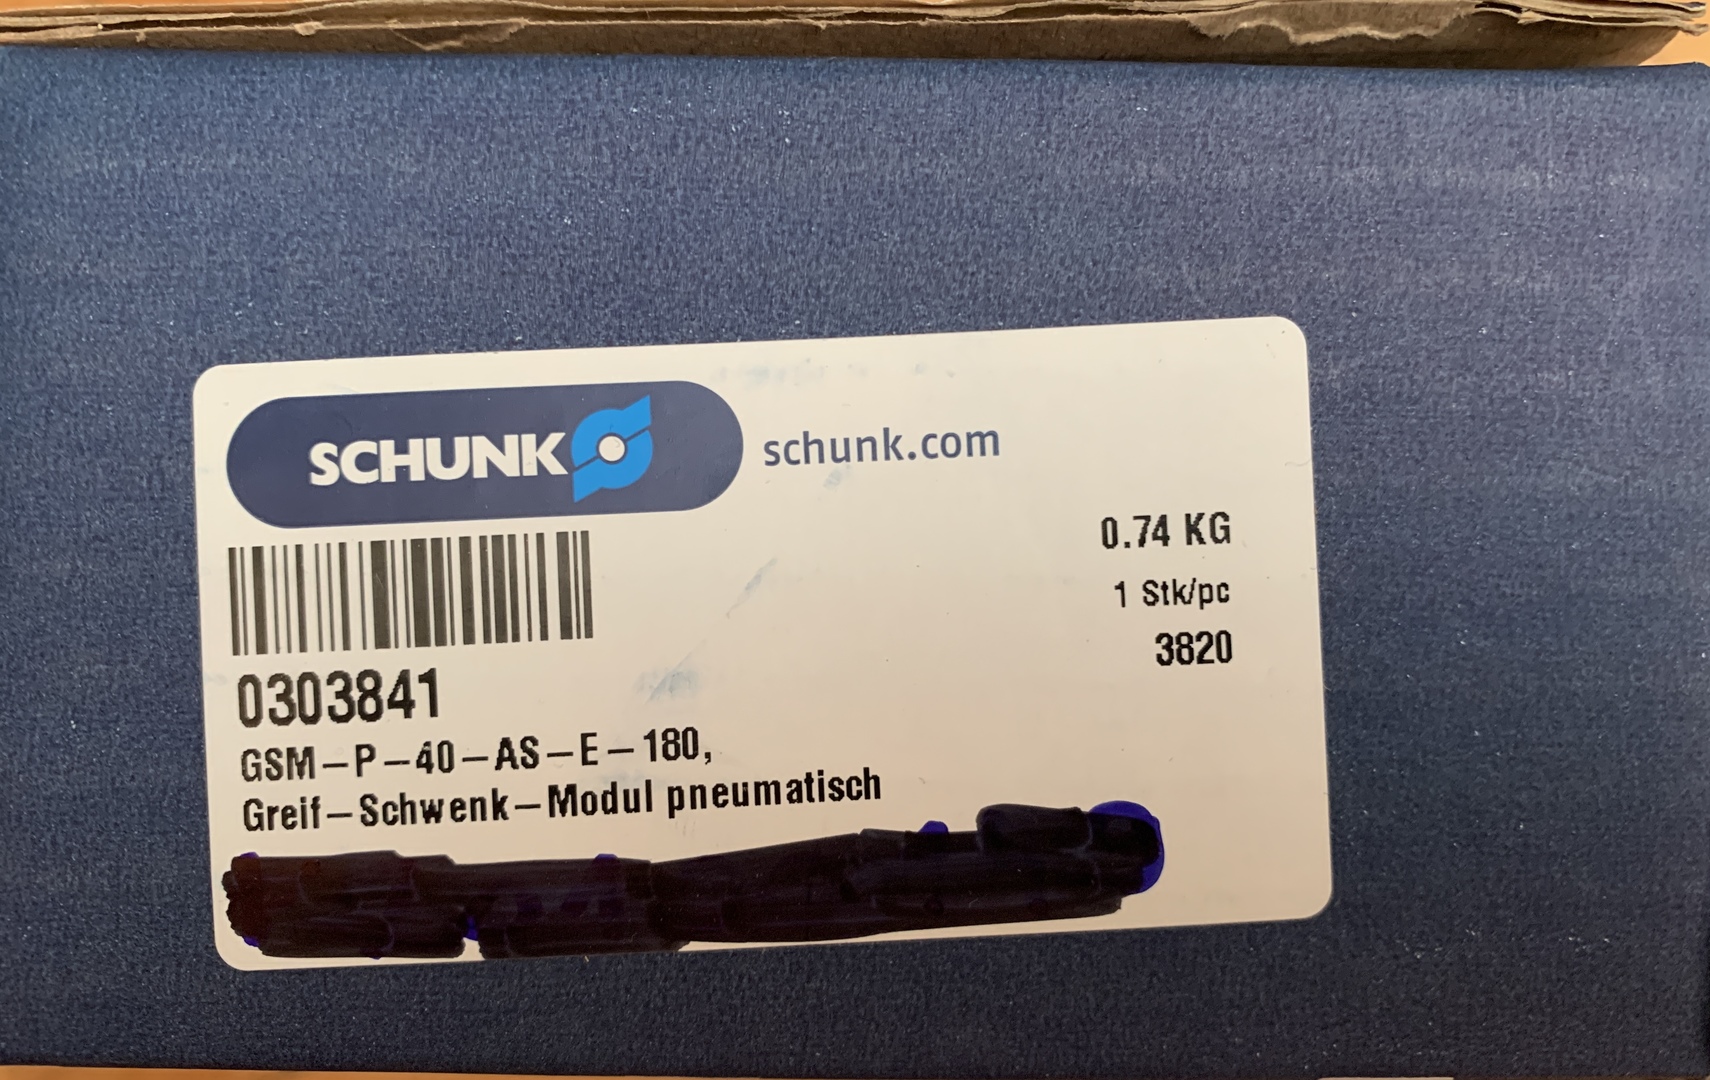 SCHUNK schunk.com
0.74 KG
1 Stk/pc
3820
0303841
GSM-P-40-AS-E-180,
Greif-Schwenk-Modul pneumatisch